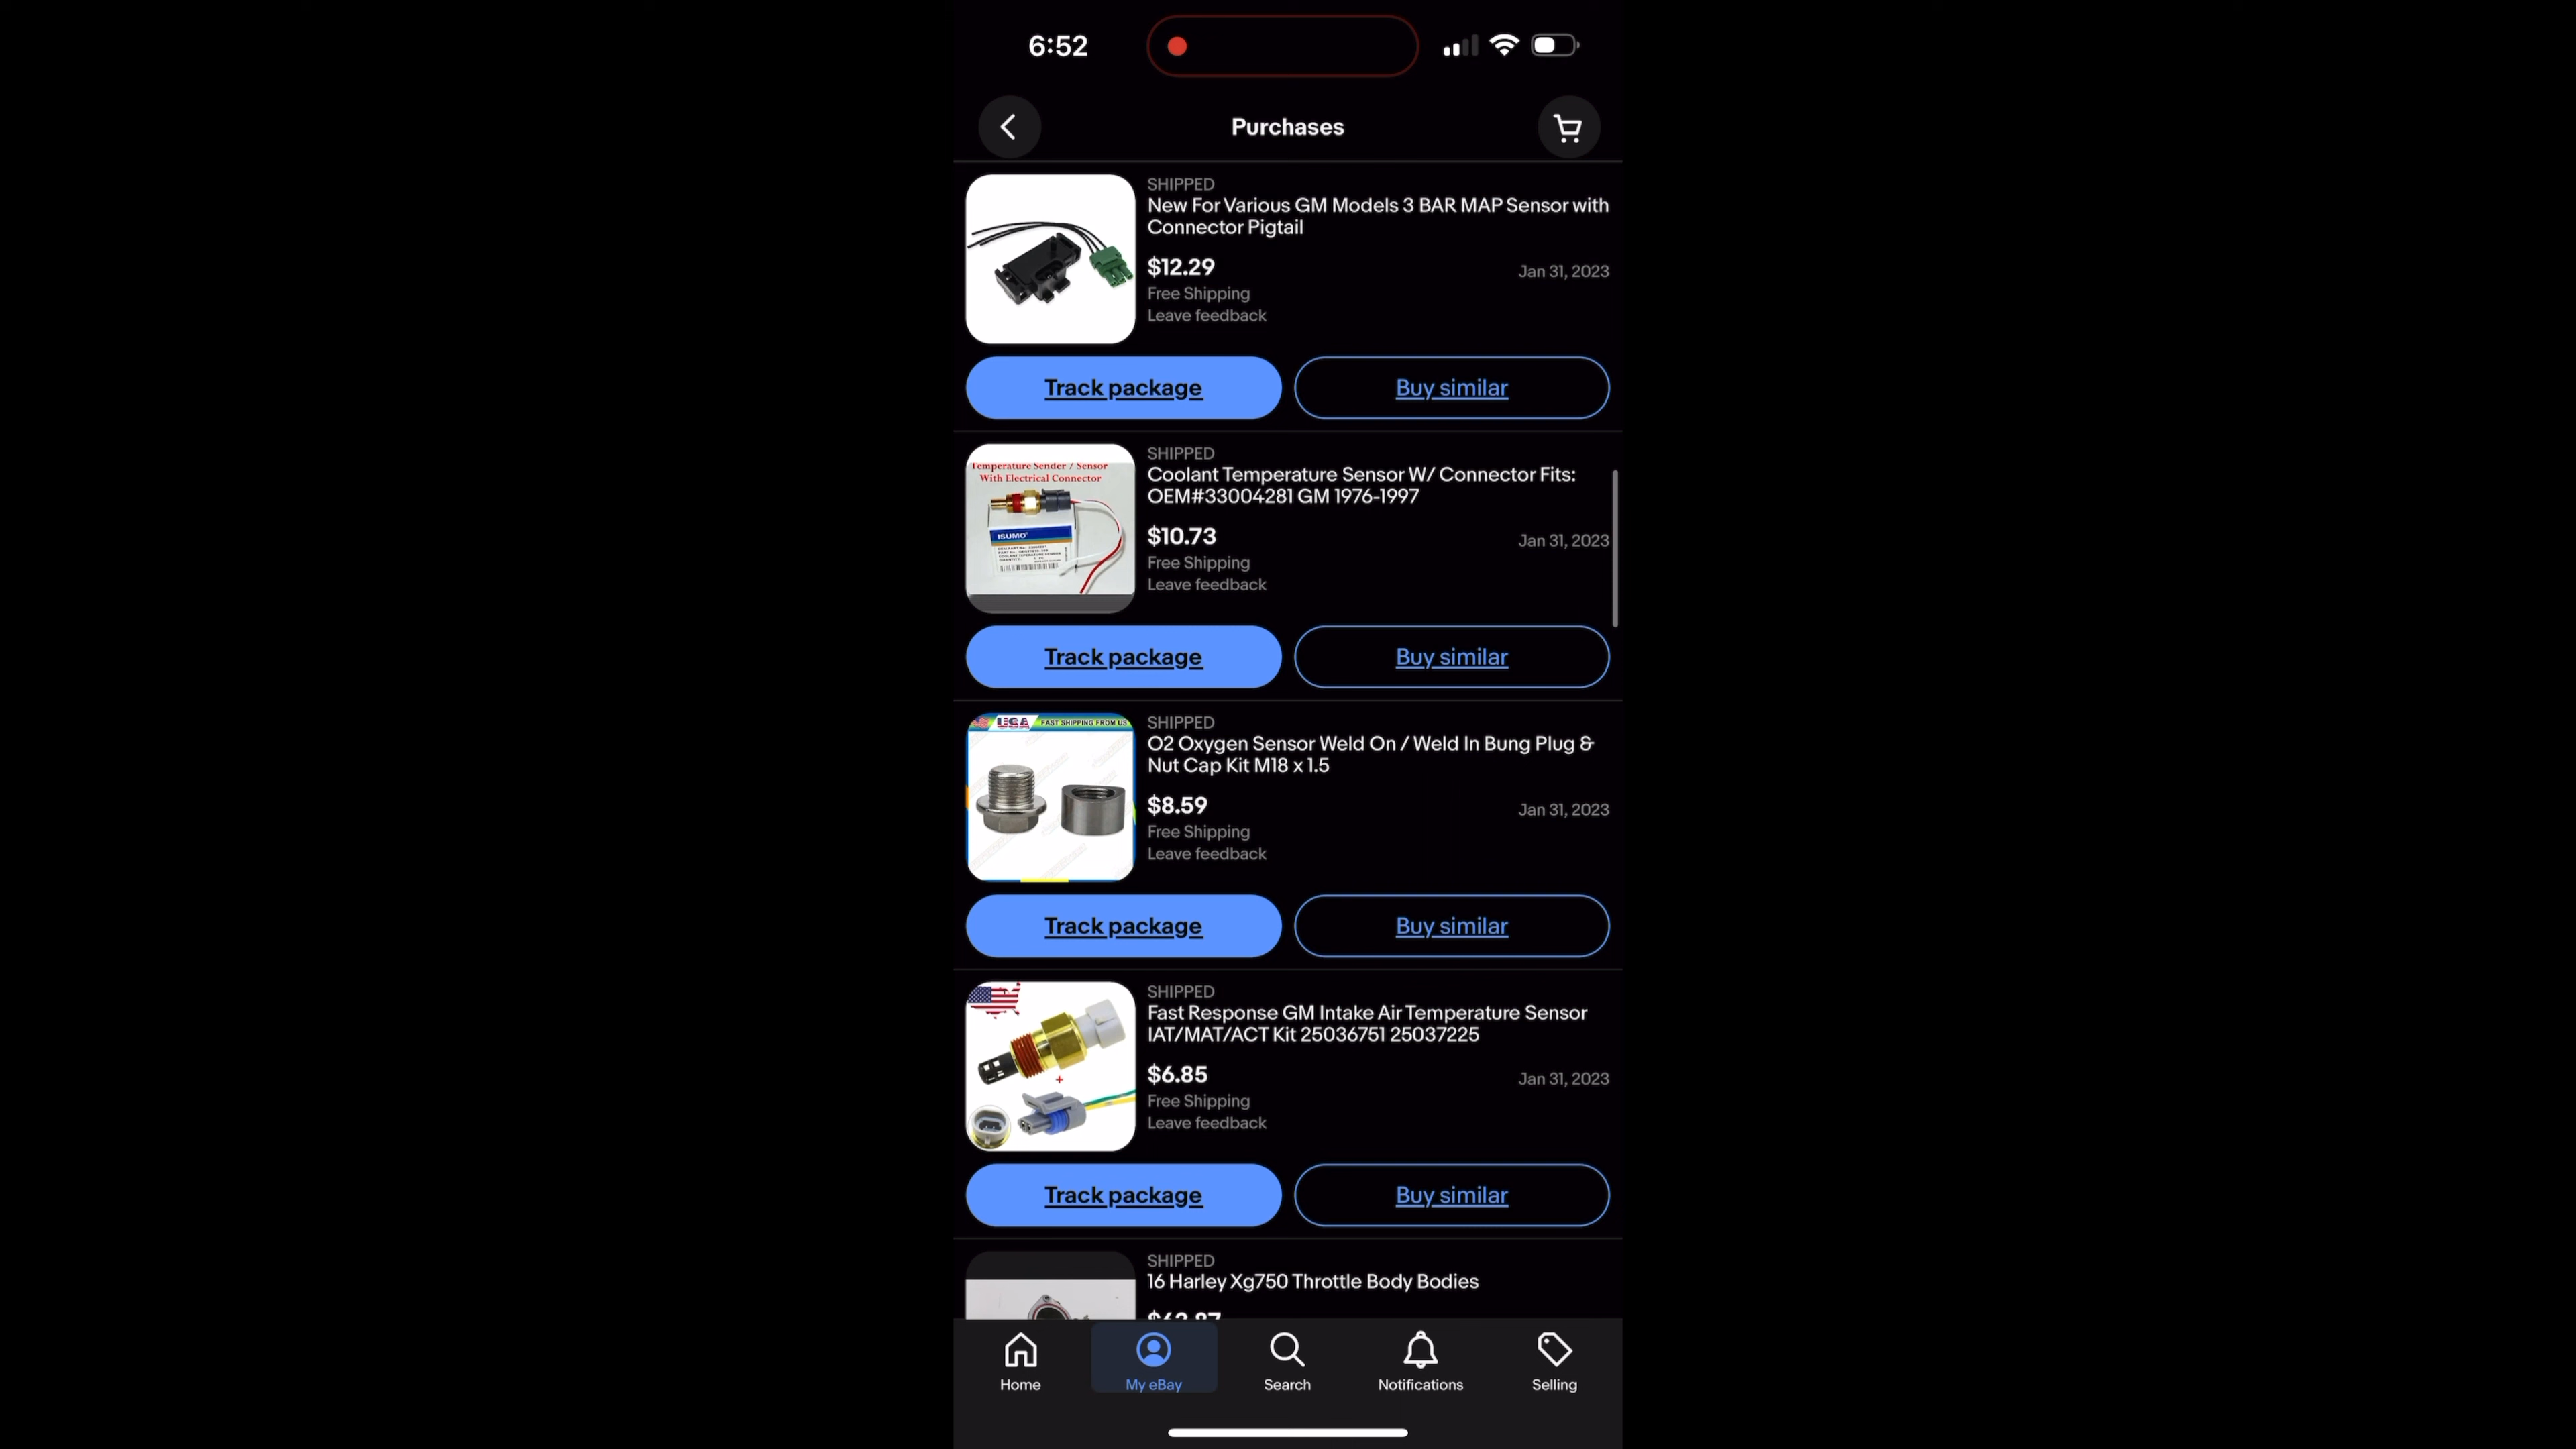 6:52
Purchases
SHIPPED
New For Various GM Models 3 BAR MAP Sensor with
Connector Pigtail
$12.29
Jan 31, 2023
Free Shipping
Leave feedback
Track package
Buy similar
Temperature Sender / Sensor
With Electrical Connector
ISUMO
SHIPPED
Coolant Temperature Sensor W/ Connector Fits:
OEM#33004281 GM 1976-1997
$10.73
Jan 31, 2023
Free Shipping
Leave feedback
Track package
Buy similar
USA FAST SHIPPING FROM US
SHIPPED
O2 Oxygen Sensor Weld On / Weld In Bung Plug &
Nut Cap Kit M18 x 1.5
$8.59
Jan 31, 2023
Free Shipping
Leave feedback
Track package
Buy similar
SHIPPED
Fast Response GM Intake Air Temperature Sensor
IAT/MAT/ACT Kit 25036751 25037225
$6.85
Jan 31, 2023
Free Shipping
Leave feedback
Track package
Buy similar
SHIPPED
16 Harley Xg750 Throttle Body Bodies
Home
My eBay
Search
Notifications
Selling